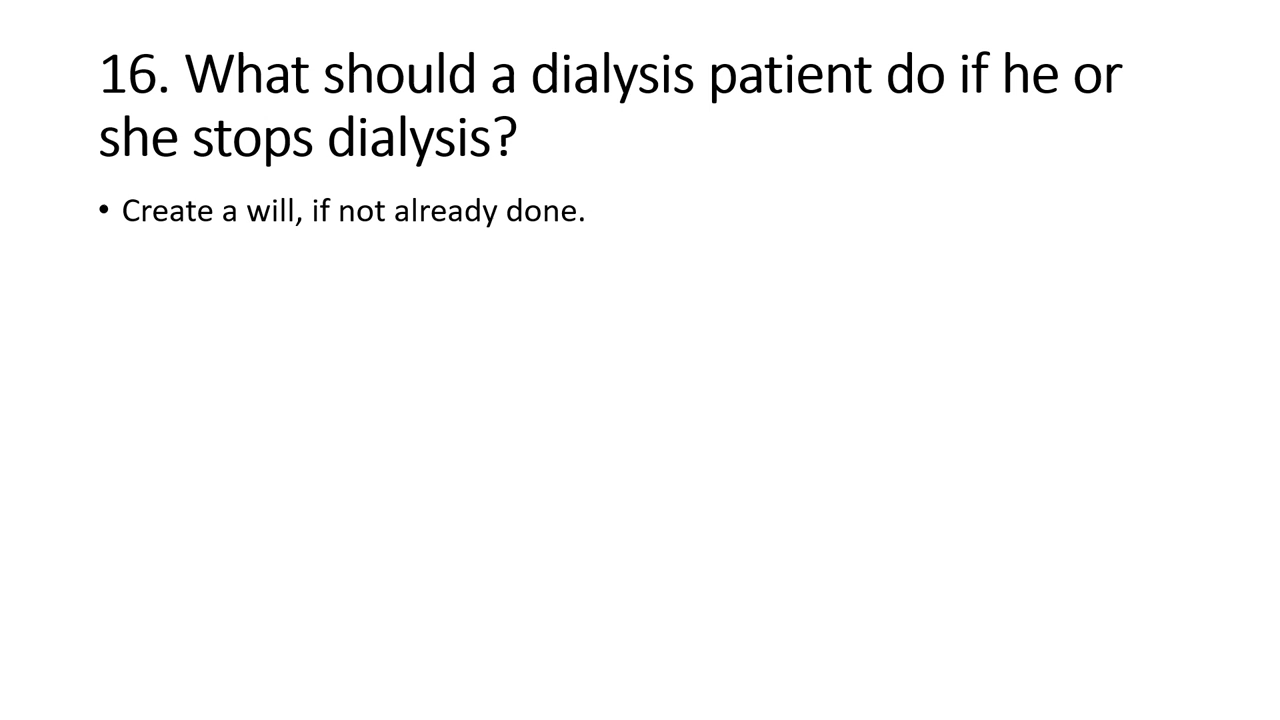 16. What should a dialysis patient do if he or
she stops dialysis?
• Create a will, if not already done.